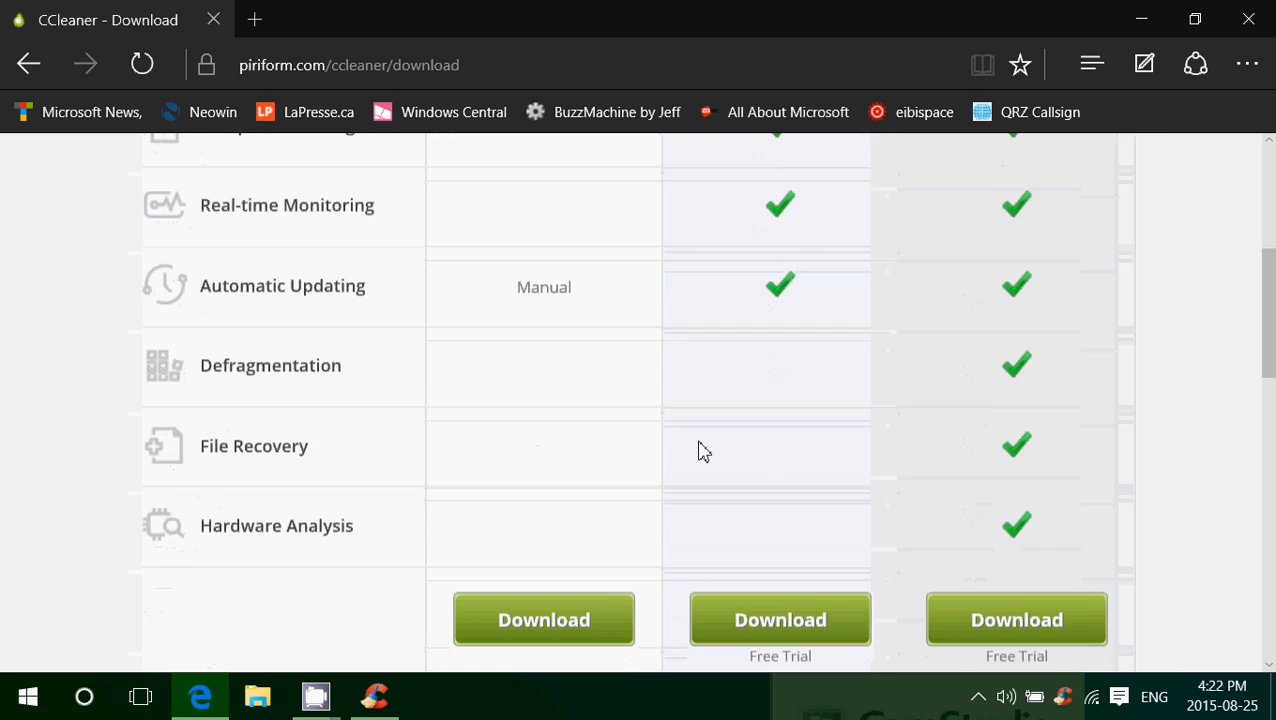 CCleaner - Download
piriform.com/ccleaner/download
Microsoft News, Neowin LaPresse.ca Windows Central BuzzMachine by Jeff All About Microsoft eibispace QRZ Callsign
Real-time Monitoring
Automatic Updating Manual
Defragmentation
File Recovery
Hardware Analysis
Download Download Download
Free Trial Free Trial
ENG 4:22 PM
2015-08-25